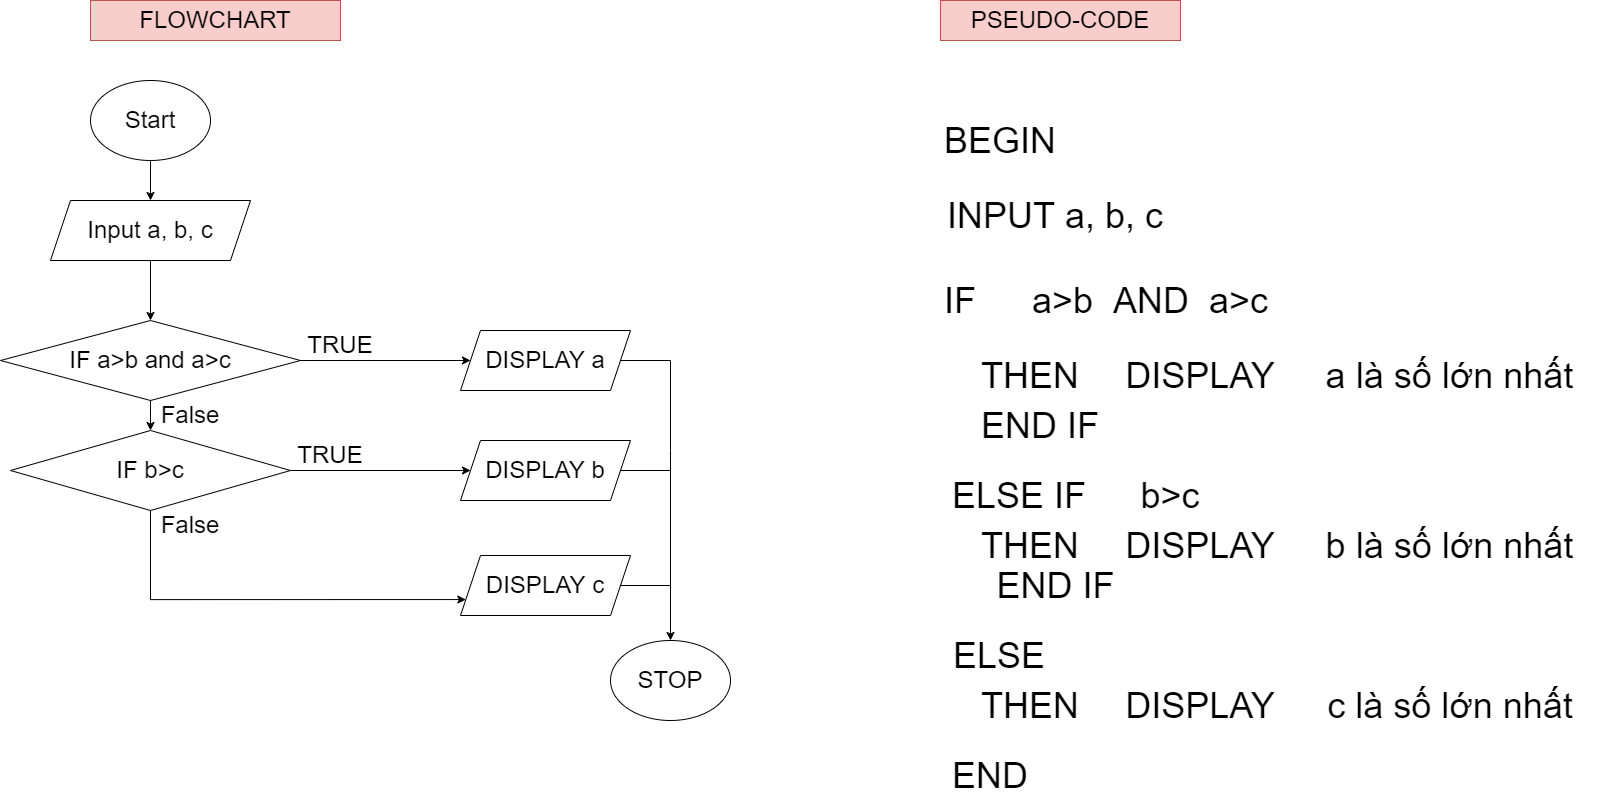 FLOWCHART
Start
Input a, b, c
IF a>b and a>c
TRUE
DISPLAY a
False
IF b>c
TRUE
DISPLAY b
False
DISPLAY c
STOP
PSEUDO-CODE
BEGIN
INPUT a, b, c
IF a>b AND a>c
THEN DISPLAY a là số lớn nhất
END IF
ELSE IF b>c
THEN DISPLAY b là số lớn nhất
END IF
ELSE
THEN DISPLAY c là số lớn nhất
END